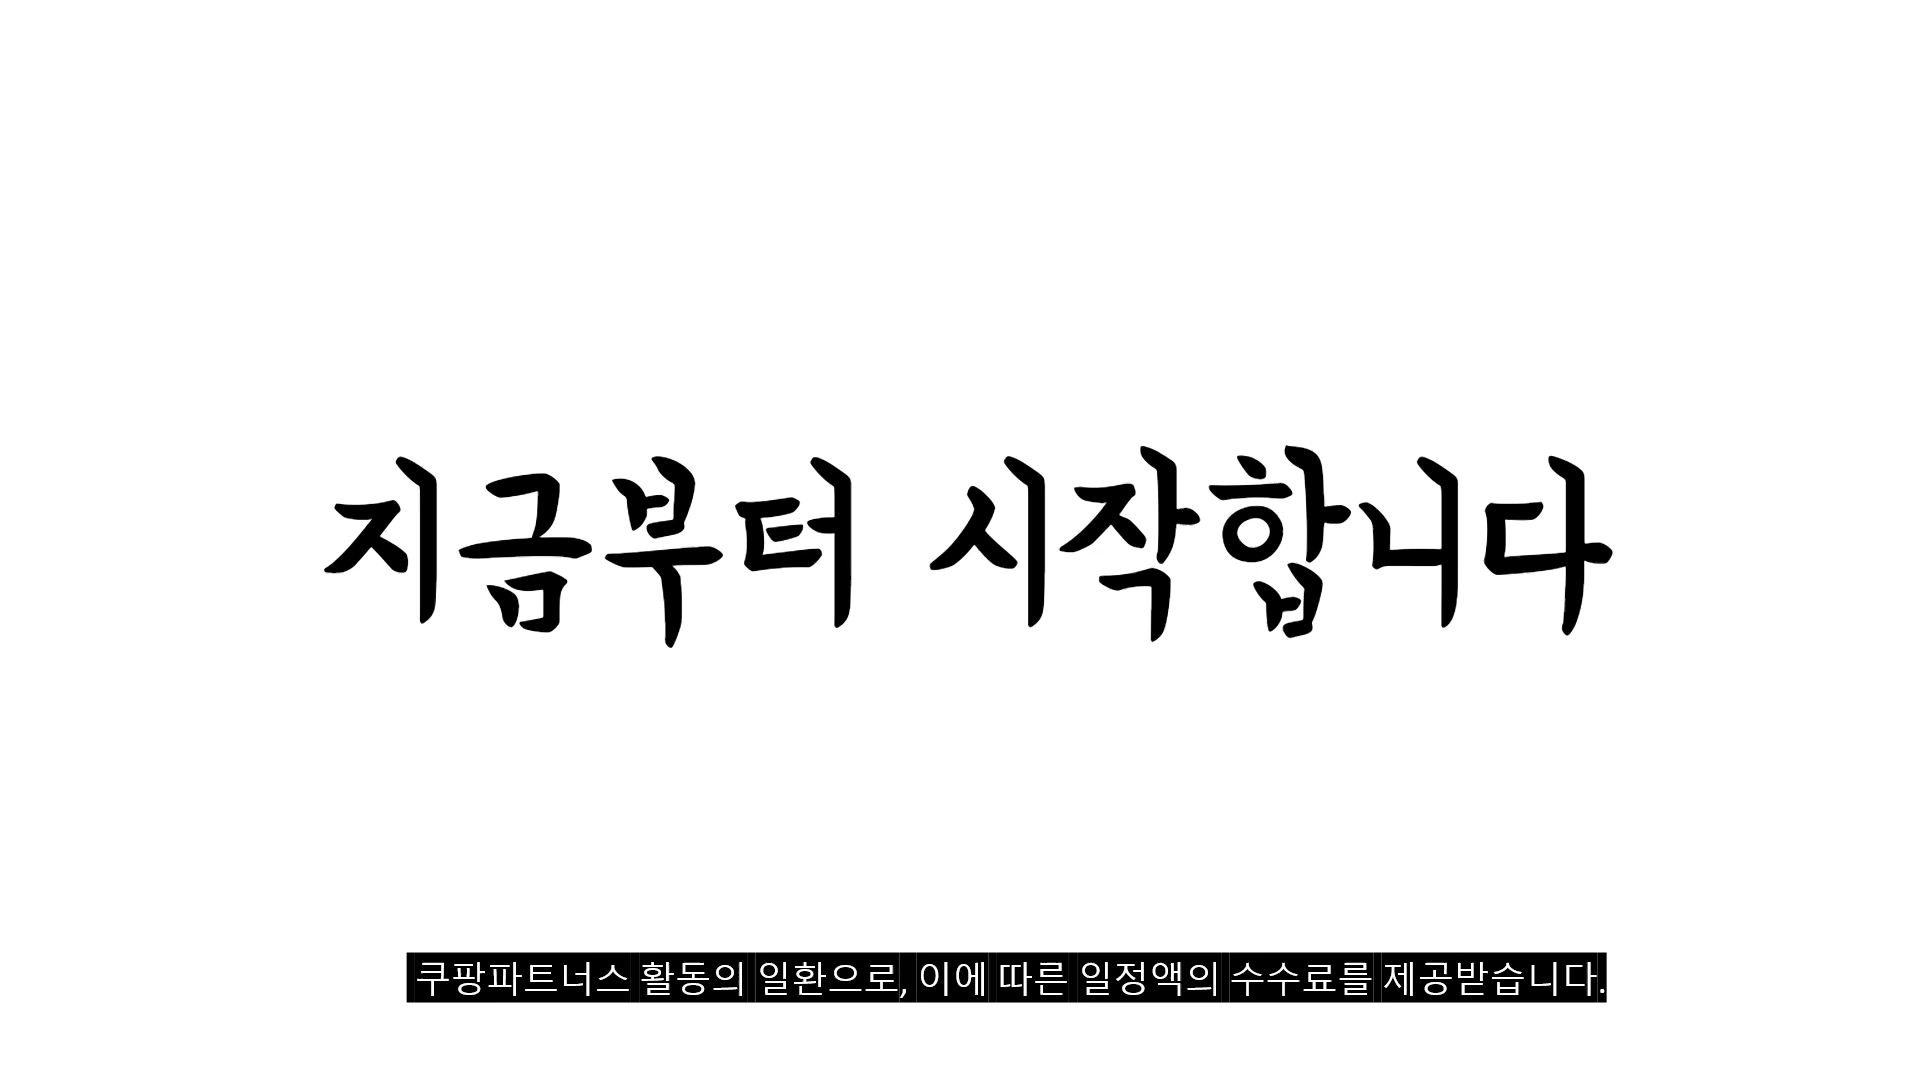 지금부터 시작합니다
쿠팡파트너스 활동의 일환으로, 이에 따른 일정액의 수수료를 제공받습니다.